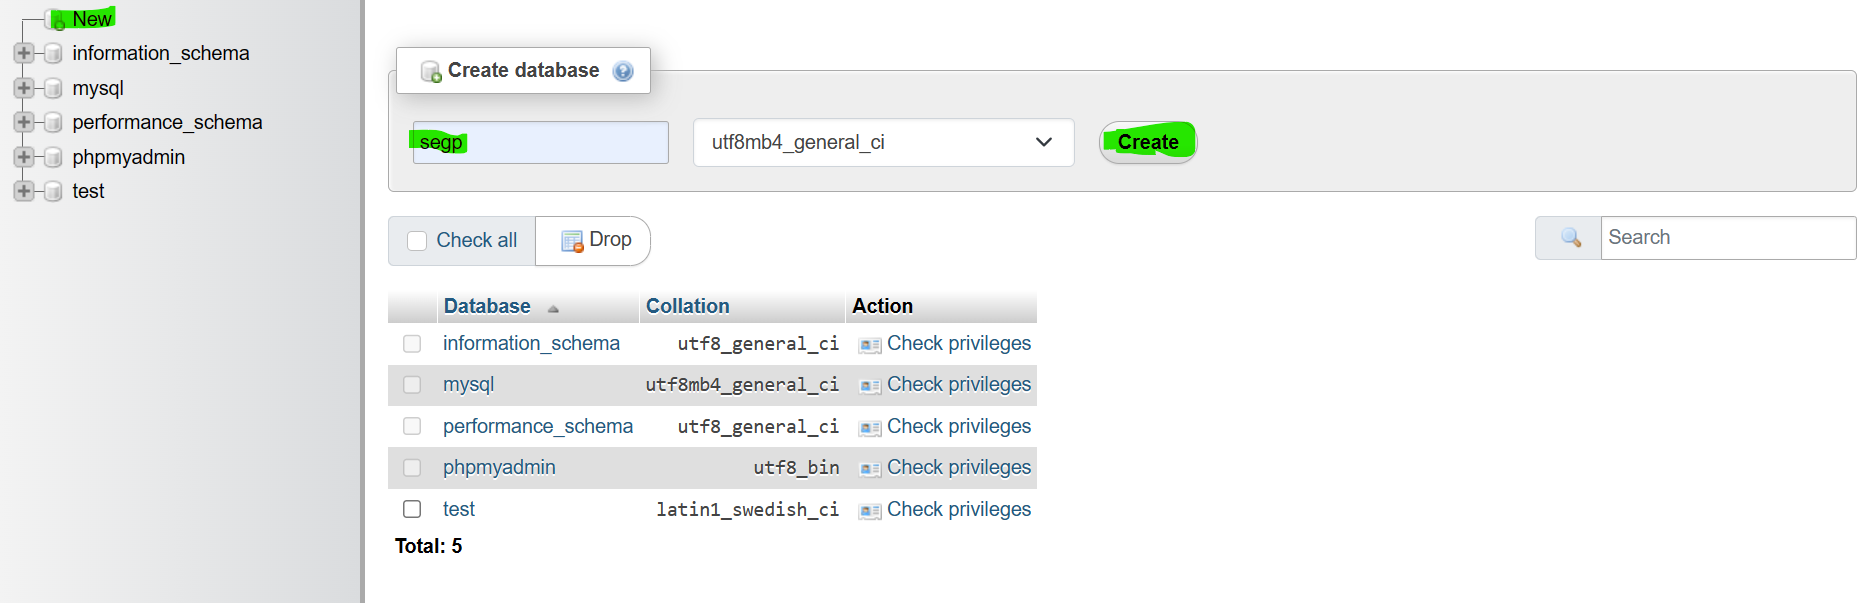 New
information_schema
mysql
performance_schema
phpmyadmin
test
Create database
segp utf8mb4_general_ci Create
Check all Drop Search
Database Collation Action
information_schema utf8_general_ci Check privileges
mysql utf8mb4_general_ci Check privileges
performance_schema utf8_general_ci Check privileges
phpmyadmin utf8_bin Check privileges
test latin1_swedish_ci Check privileges
Total: 5